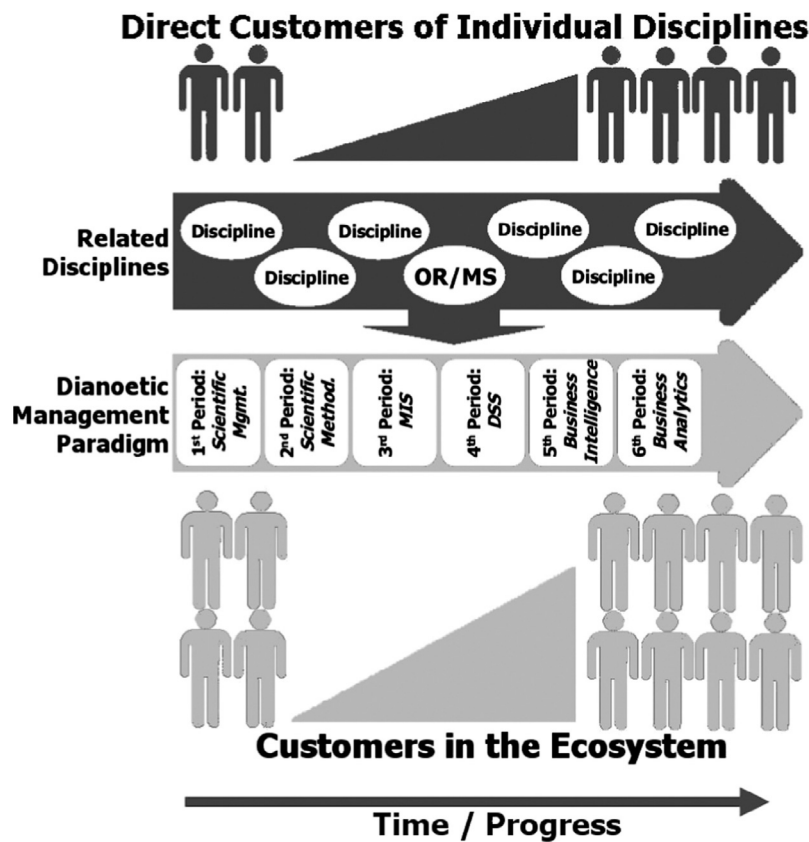 Direct Customers of Individual Disciplines
Related
Disciplines
Discipline
Discipline
Discipline
Discipline
Discipline
OR/MS
Discipline
Dianoetic
Management
Paradigm
1st Period:
Scientific
Mgmt.
2nd Period:
Scientific
Method.
3rd Period:
MIS
4th Period:
DSS
5th Period:
Business
Intelligence
6th Period:
Business
Analytics
Customers in the Ecosystem
Time / Progress